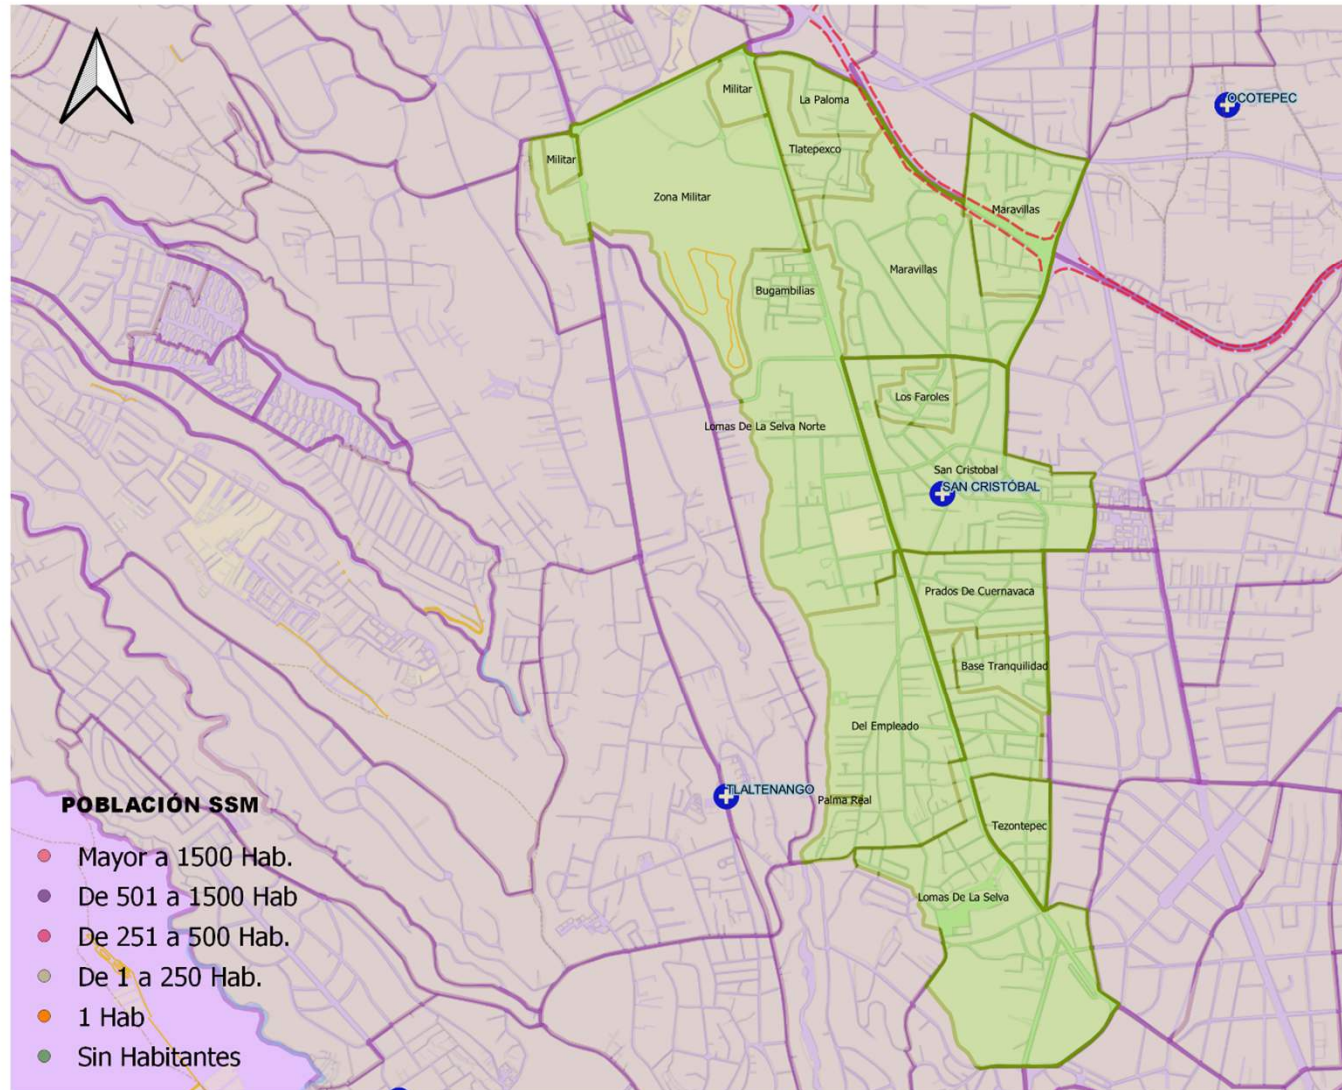 Militar
La Paloma
OCOTEPEC
Tlatepexco
Militar
Zona Militar
Maravillas
Maravillas
Bugambilias
Los Faroles
Lomas De La Selva Norte
San Cristobal
SAN CRISTÓBAL
Prados De Cuernavaca
Base Tranquilidad
Del Empleado
TLALTENANGO
Palma Real
Tezontepec
Lomas De La Selva
POBLACIÓN SSM
Mayor a 1500 Hab.
De 501 a 1500 Hab
De 251 a 500 Hab.
De 1 a 250 Hab.
1 Hab
Sin Habitantes